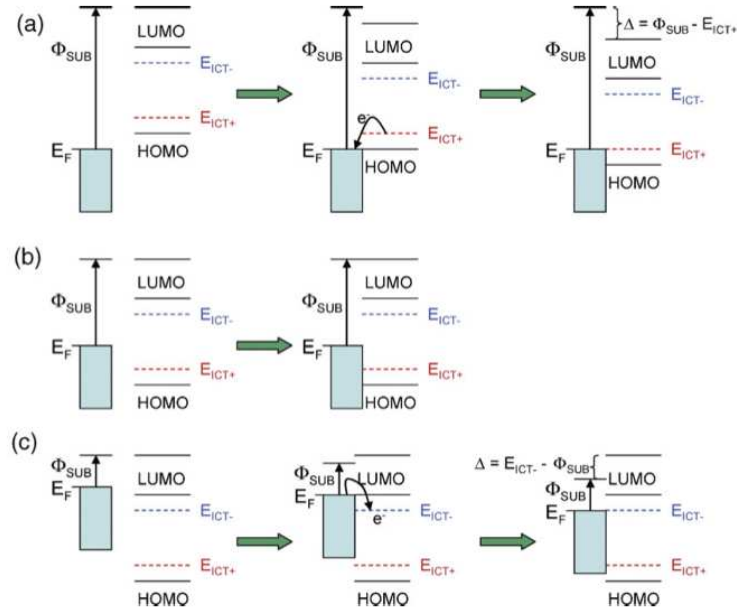 (a)
Φ_SUB
LUMO
E_ICT-
E_ICT+
E_F
HOMO
Φ_SUB
LUMO
E_ICT-
e⁻
E_ICT+
E_F
HOMO
Δ = Φ_SUB - E_ICT+
Φ_SUB
LUMO
E_ICT-
E_F
E_ICT+
HOMO
(b)
Φ_SUB
LUMO
E_ICT-
E_F
E_ICT+
HOMO
Φ_SUB
LUMO
E_ICT-
E_F
E_ICT+
HOMO
(c)
Φ_SUB
LUMO
E_F
E_ICT-
E_ICT+
HOMO
Φ_SUB
LUMO
E_F
E_ICT-
e⁻
E_ICT+
HOMO
Δ = E_ICT- - Φ_SUB
LUMO
Φ_SUB
E_F
E_ICT-
E_ICT+
HOMO